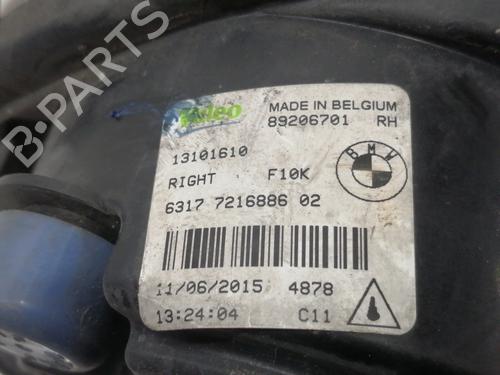 B-PARTS
Valeo
MADE IN BELGIUM
89206701 RH
13101610
RIGHT F10K
BMW
6317 7216886 02
11/06/2015 4878
13:24:04 C11